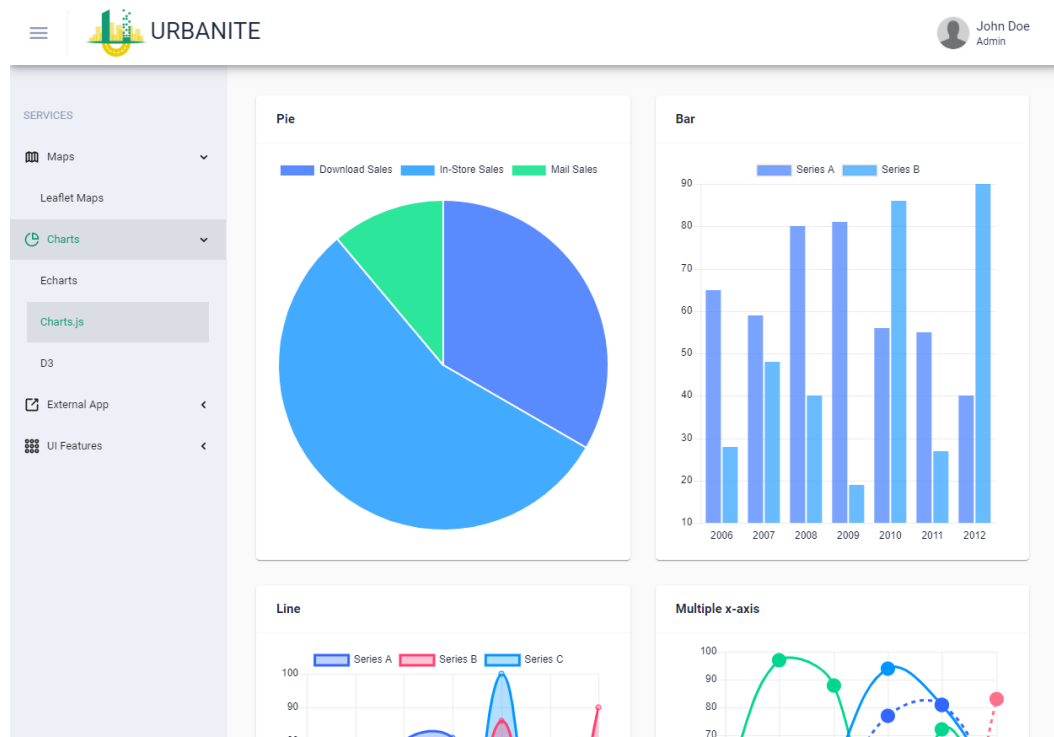 URBANITE
John Doe
Admin
SERVICES
Maps
Leaflet Maps
Charts
Echarts
Charts.js
D3
External App
UI Features
Pie
Download Sales In-Store Sales Mail Sales
Bar
Series A Series B
90
80
70
60
50
40
30
20
10
2006 2007 2008 2009 2010 2011 2012
Line
Series A Series B Series C
100
90
Multiple x-axis
100
90
80
70